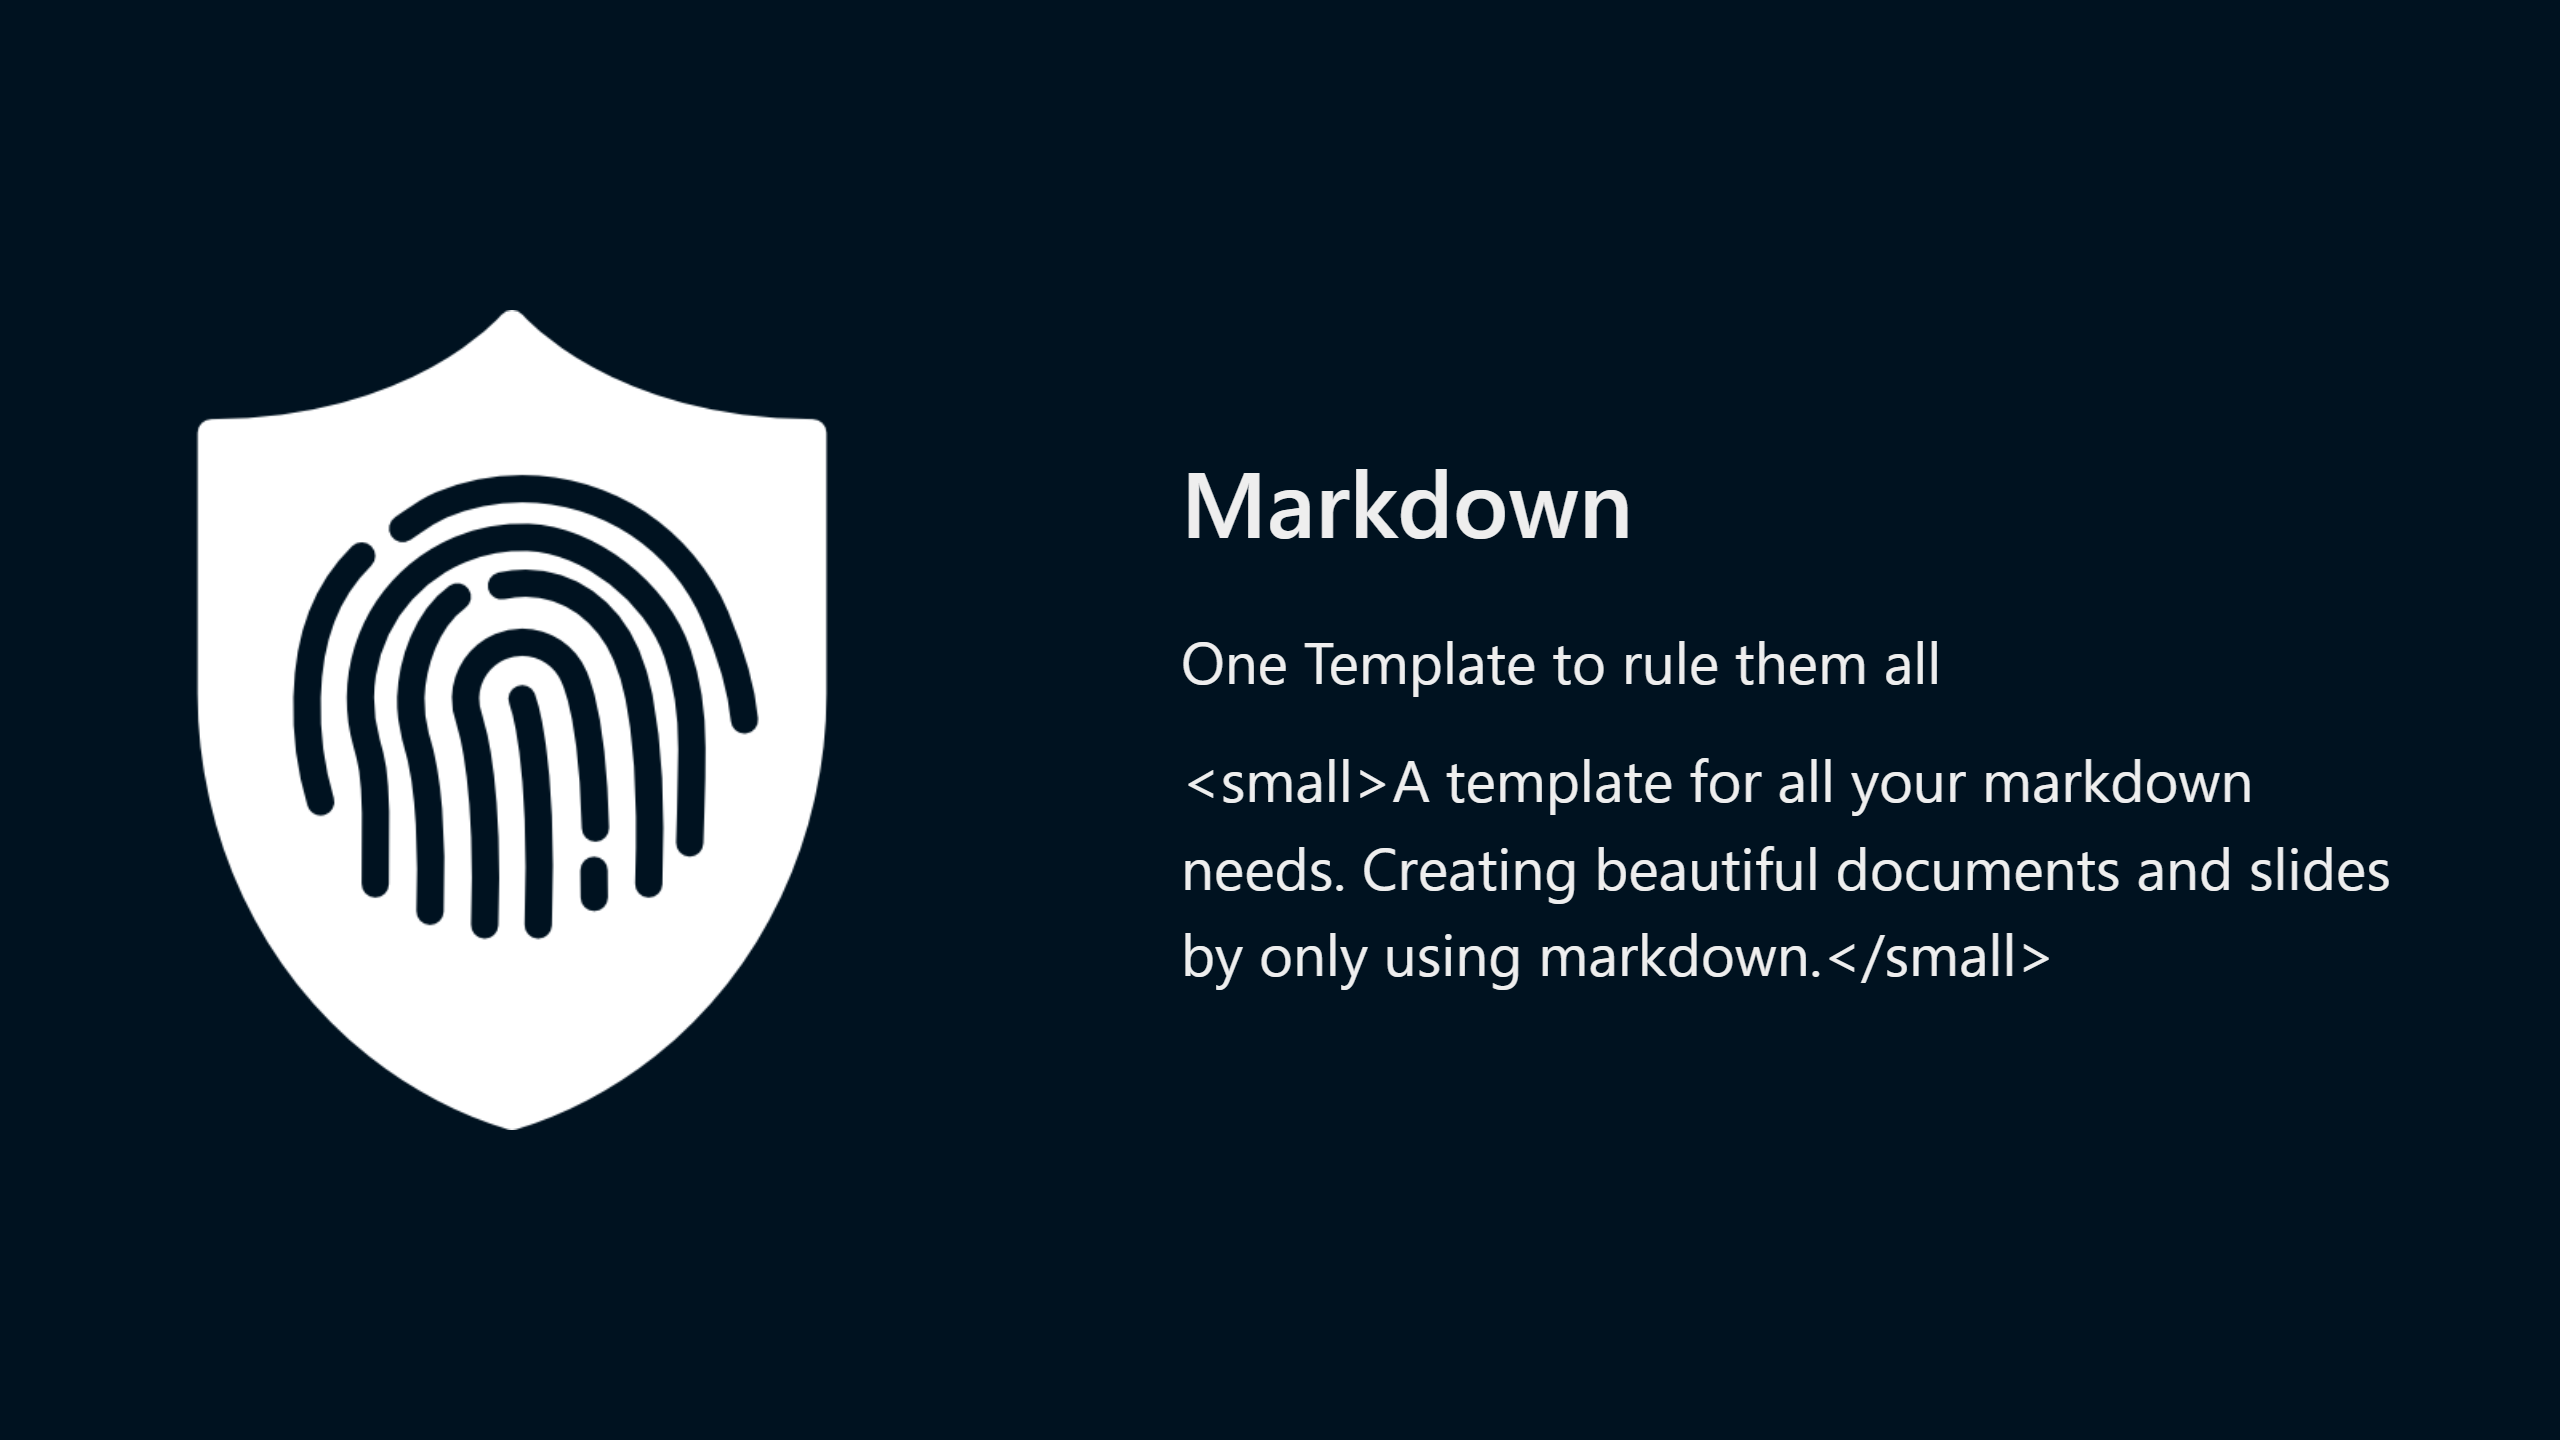 Markdown
One Template to rule them all
<small>A template for all your markdown
needs. Creating beautiful documents and slides
by only using markdown.</small>